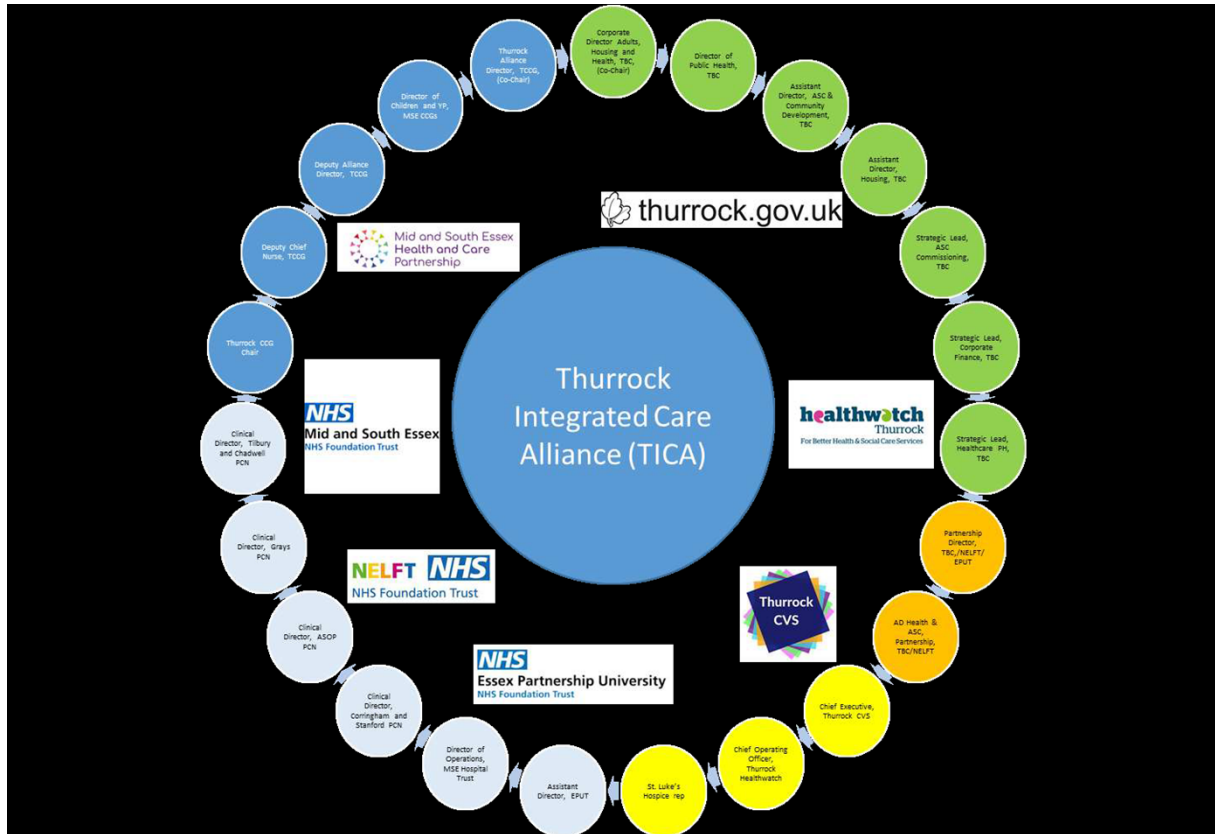 Thurrock
Alliance
Director, TCCG,
(Co-Chair)
Corporate
Director Adults,
Housing and
Health, TBC,
(Co-Chair)
Director of
Public Health,
TBC
Assistant
Director, ASC &
Community
Development,
TBC
Assistant
Director,
Housing, TBC
Strategic Lead,
ASC
Commissioning,
TBC
Strategic Lead,
Corporate
Finance, TBC
Strategic Lead,
Healthcare PH,
TBC
Partnership
Director,
TBC,/NELFT/
EPUT
AD Health &
ASC,
Partnership,
TBC/NELFT
Chief Executive,
Thurrock CVS
Chief Operating
Officer,
Thurrock
Healthwatch
St. Luke's
Hospice rep
Assistant
Director, EPUT
Director of
Operations,
MSE Hospital
Trust
Clinical
Director,
Corringham and
Stanford PCN
Clinical
Director, ASOP
PCN
Clinical
Director, Grays
PCN
Clinical
Director, Tilbury
and Chadwell
PCN
Thurrock CCG
Chair
Deputy Chief
Nurse, TCCG
Deputy Alliance
Director, TCCG
Director of
Children and YP,
MSE CCGs
thurrock.gov.uk
Mid and South Essex
Health and Care
Partnership
Thurrock
Integrated Care
Alliance (TICA)
NHS
Mid and South Essex
NHS Foundation Trust
healthwatch
Thurrock
For Better Health & Social Care Services
NELFT NHS
NHS Foundation Trust
Thurrock
CVS
NHS
Essex Partnership University
NHS Foundation Trust